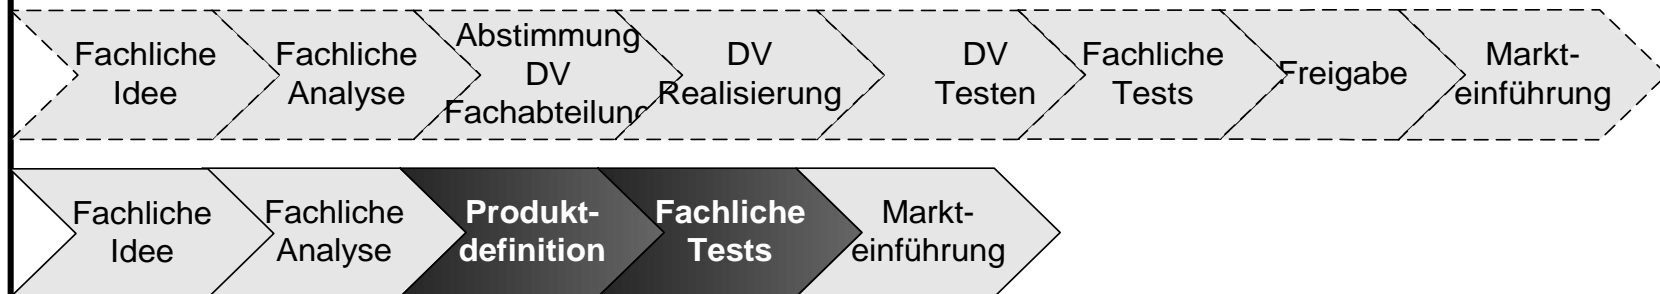 Fachliche
Idee
Fachliche
Analyse
Abstimmung
DV
Fachabteilung
DV
Realisierung
DV
Testen
Fachliche
Tests
Freigabe
Markt-
einführung
Fachliche
Idee
Fachliche
Analyse
Produkt-
definition
Fachliche
Tests
Markt-
einführung